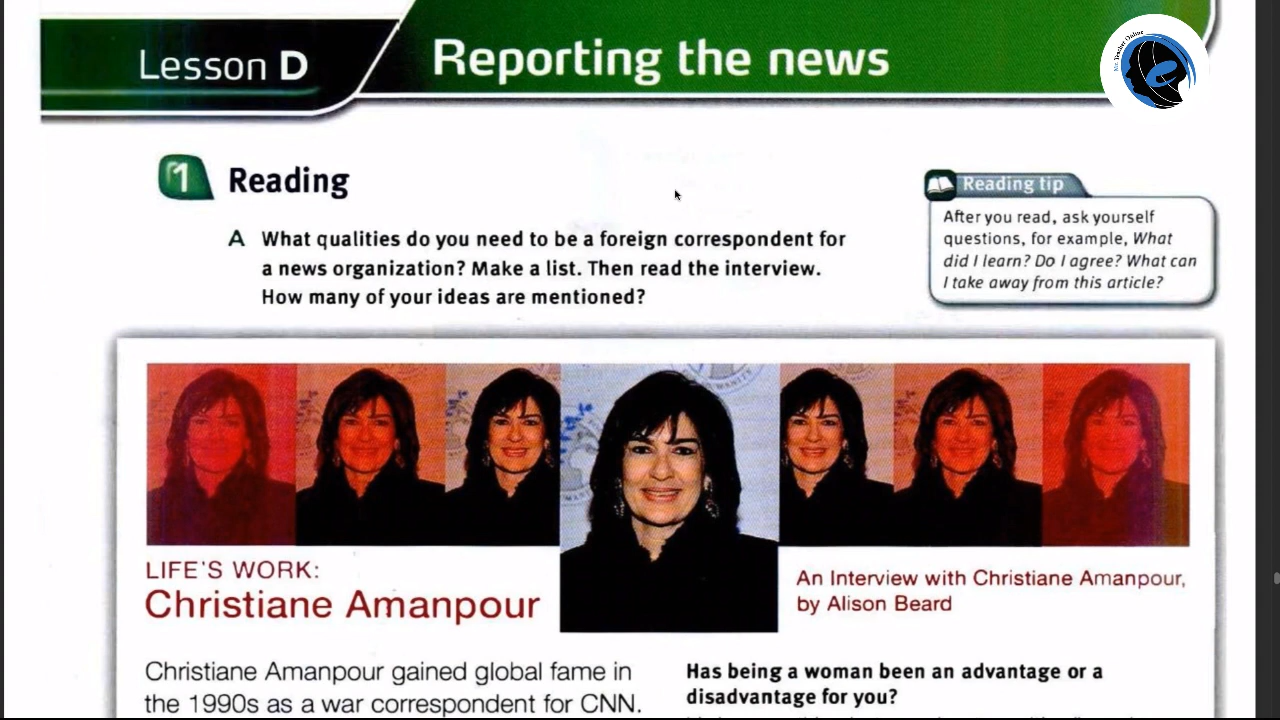 Lesson D
Reporting the news
1 Reading
A What qualities do you need to be a foreign correspondent for
a news organization? Make a list. Then read the interview.
How many of your ideas are mentioned?
Reading tip
After you read, ask yourself
questions, for example, What
did I learn? Do I agree? What can
I take away from this article?
LIFE'S WORK:
Christiane Amanpour
An Interview with Christiane Amanpour,
by Alison Beard
Christiane Amanpour gained global fame in
the 1990s as a war correspondent for CNN.
Has being a woman been an advantage or a
disadvantage for you?